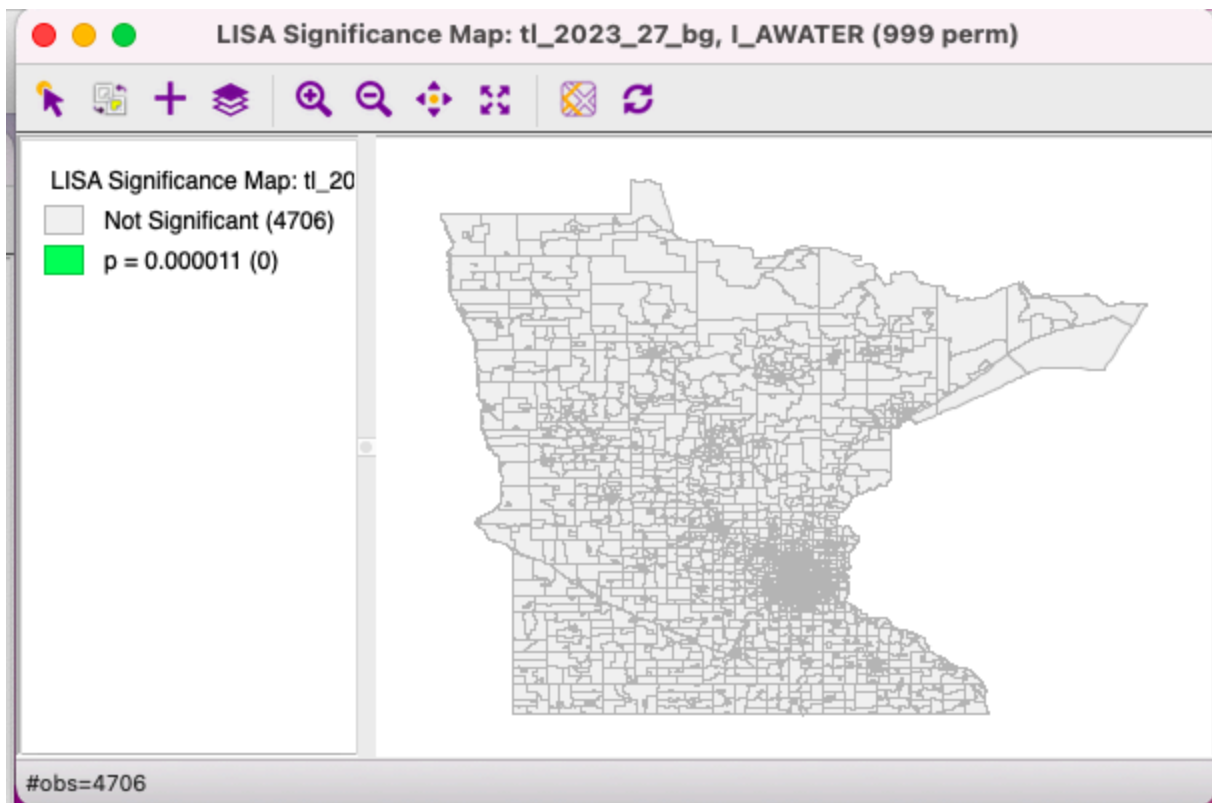 LISA Significance Map: tl_2023_27_bg, I_AWATER (999 perm)
LISA Significance Map: tl_20
Not Significant (4706)
p = 0.000011 (0)
#obs=4706